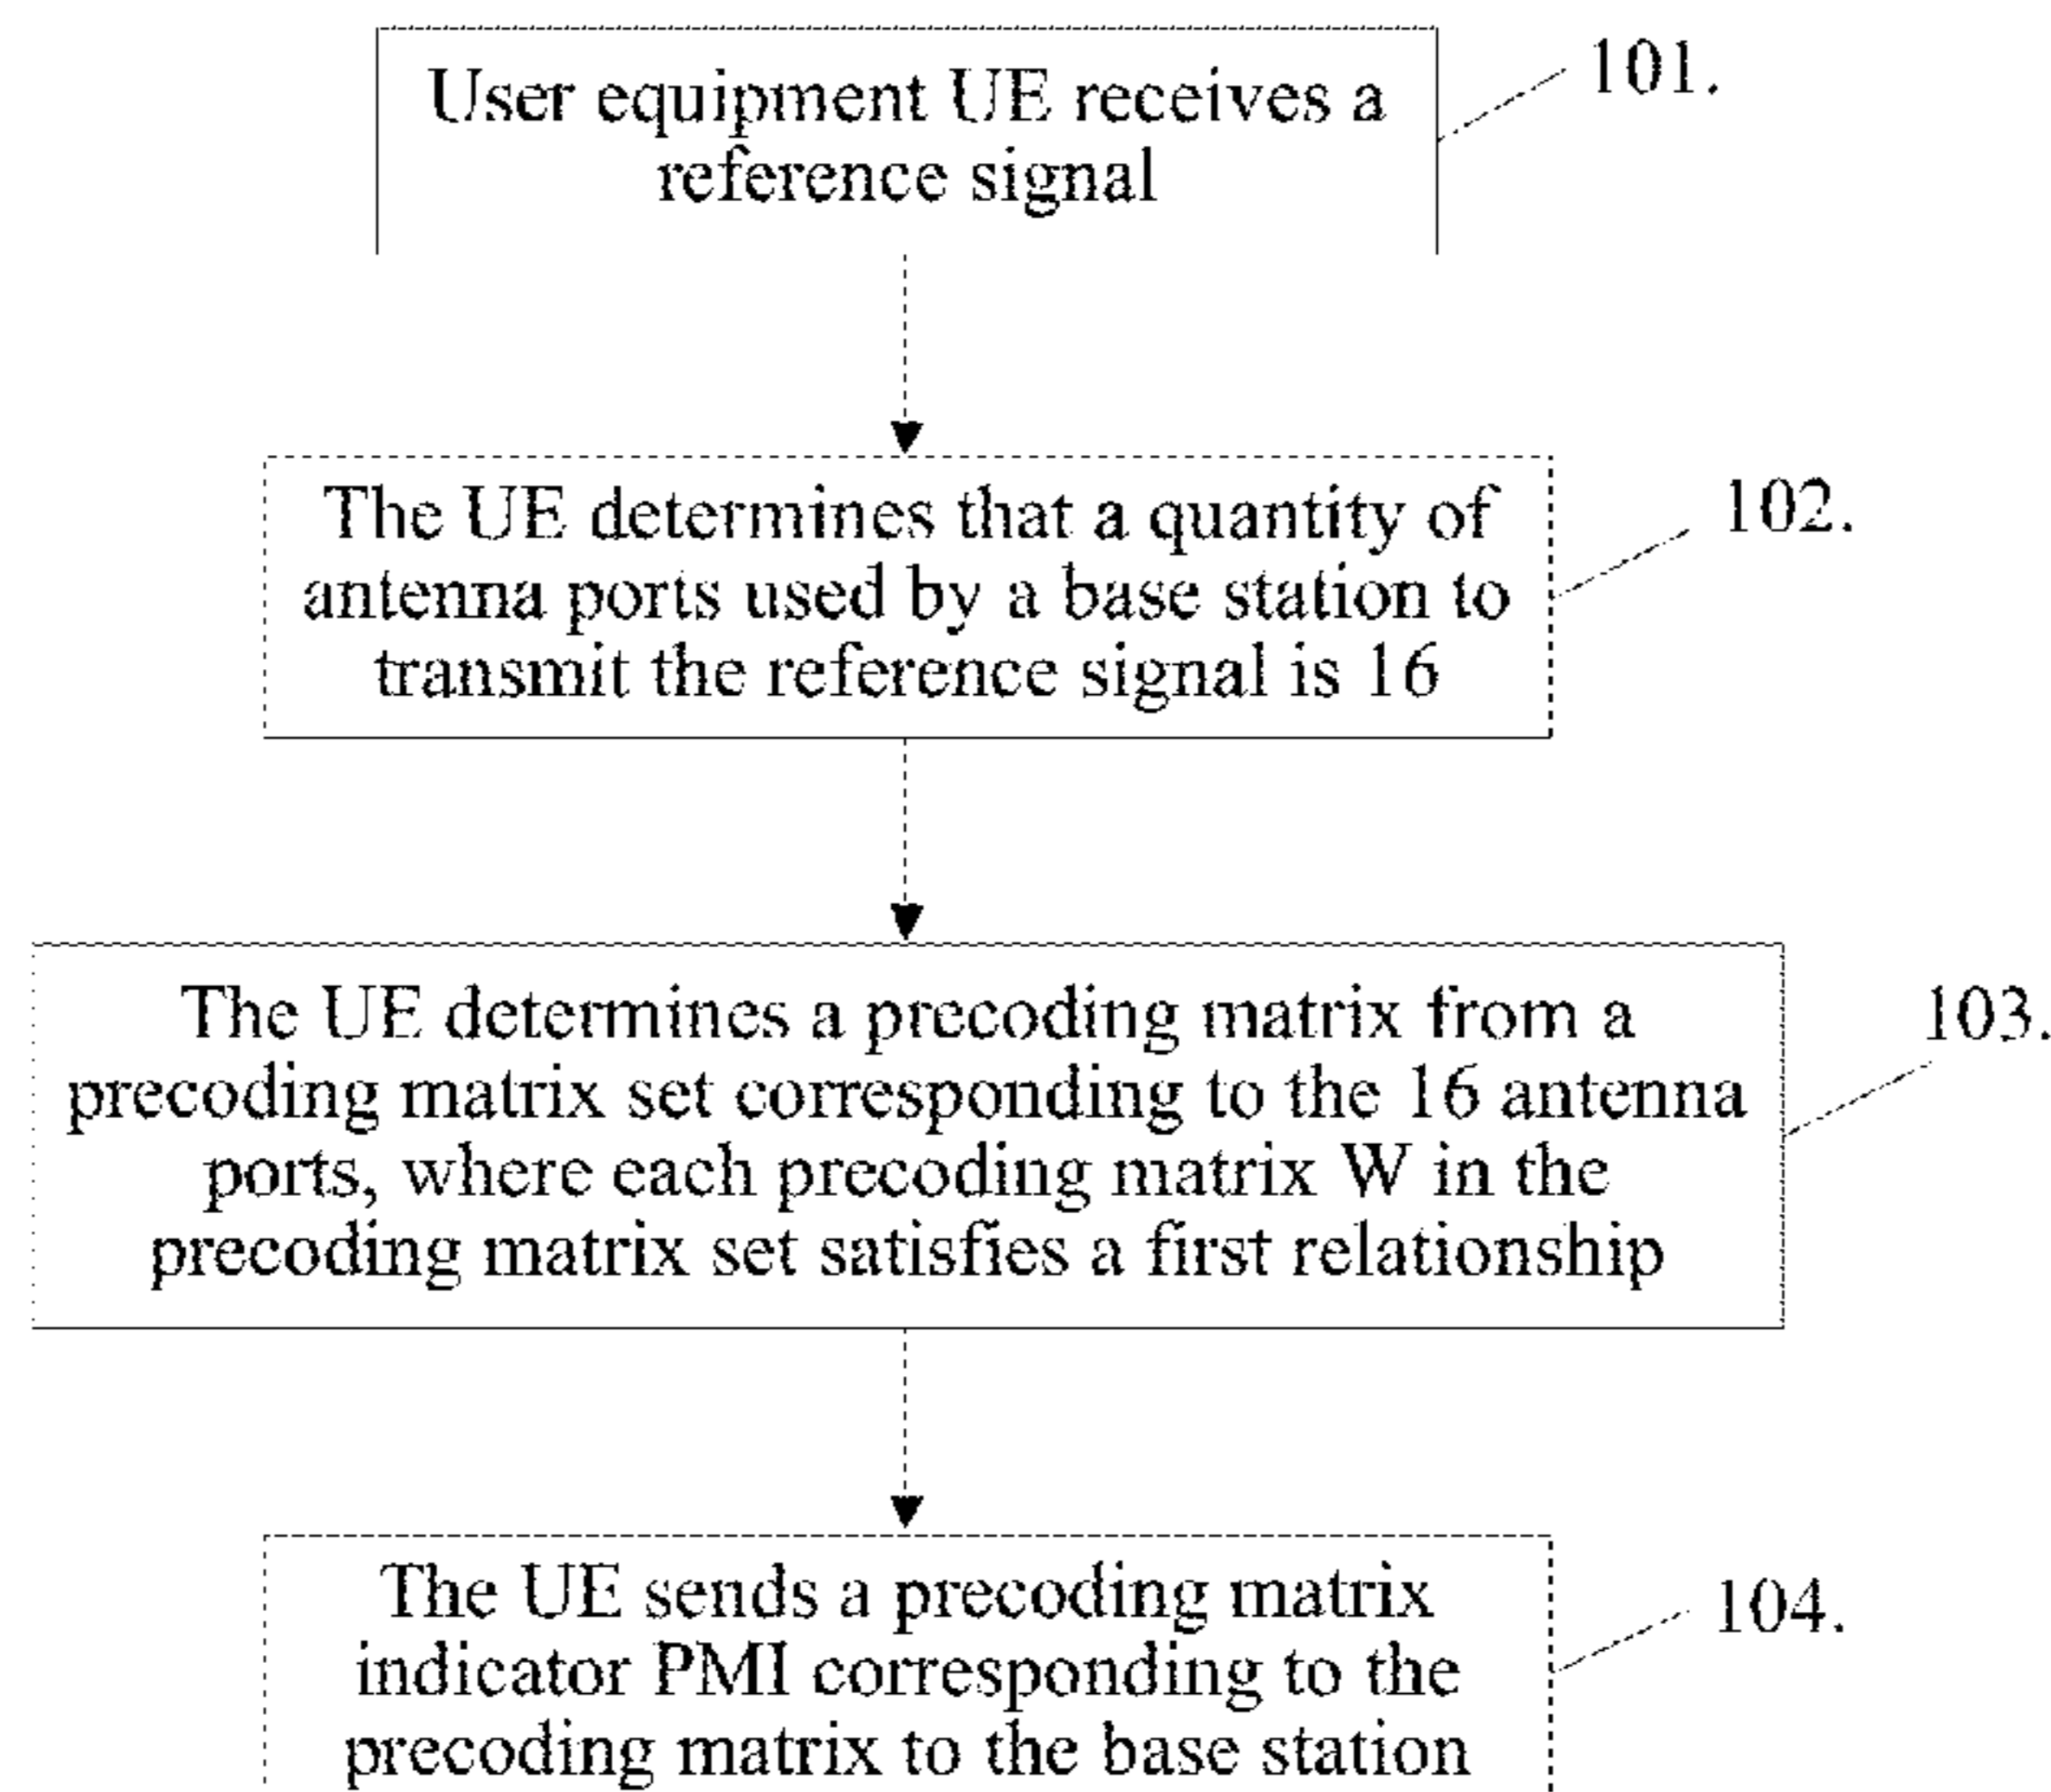 User equipment UE receives a
reference signal
101.
The UE determines that a quantity of
antenna ports used by a base station to
transmit the reference signal is 16
102.
The UE determines a precoding matrix from a
precoding matrix set corresponding to the 16 antenna
ports, where each precoding matrix W in the
precoding matrix set satisfies a first relationship
103.
The UE sends a precoding matrix
indicator PMI corresponding to the
precoding matrix to the base station
104.